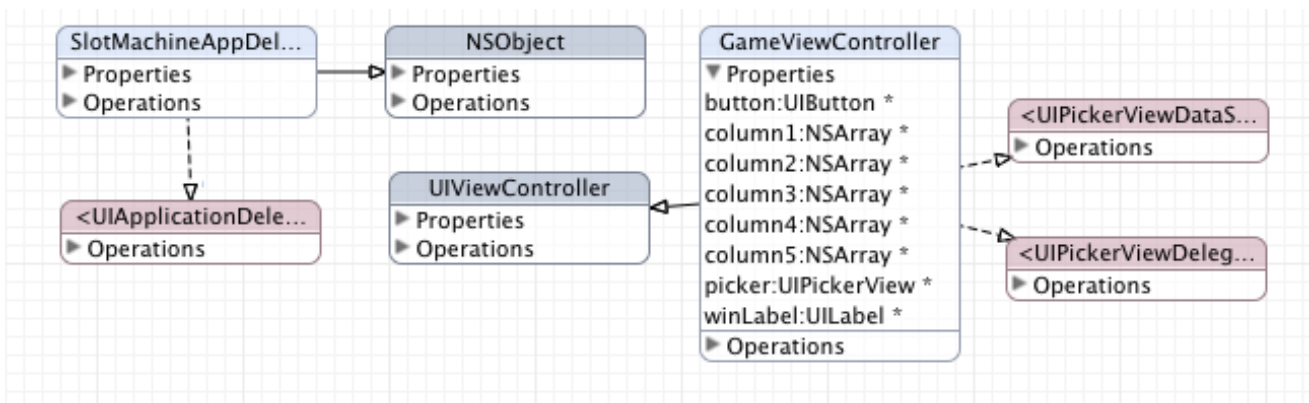 SlotMachineAppDel...
Properties
Operations
NSObject
Properties
Operations
GameViewController
Properties
button:UIButton *
column1:NSArray *
column2:NSArray *
column3:NSArray *
column4:NSArray *
column5:NSArray *
picker:UIPickerView *
winLabel:UILabel *
Operations
<UIPickerViewDataS...
Operations
<UIApplicationDele...
Operations
UIViewController
Properties
Operations
<UIPickerViewDeleg...
Operations